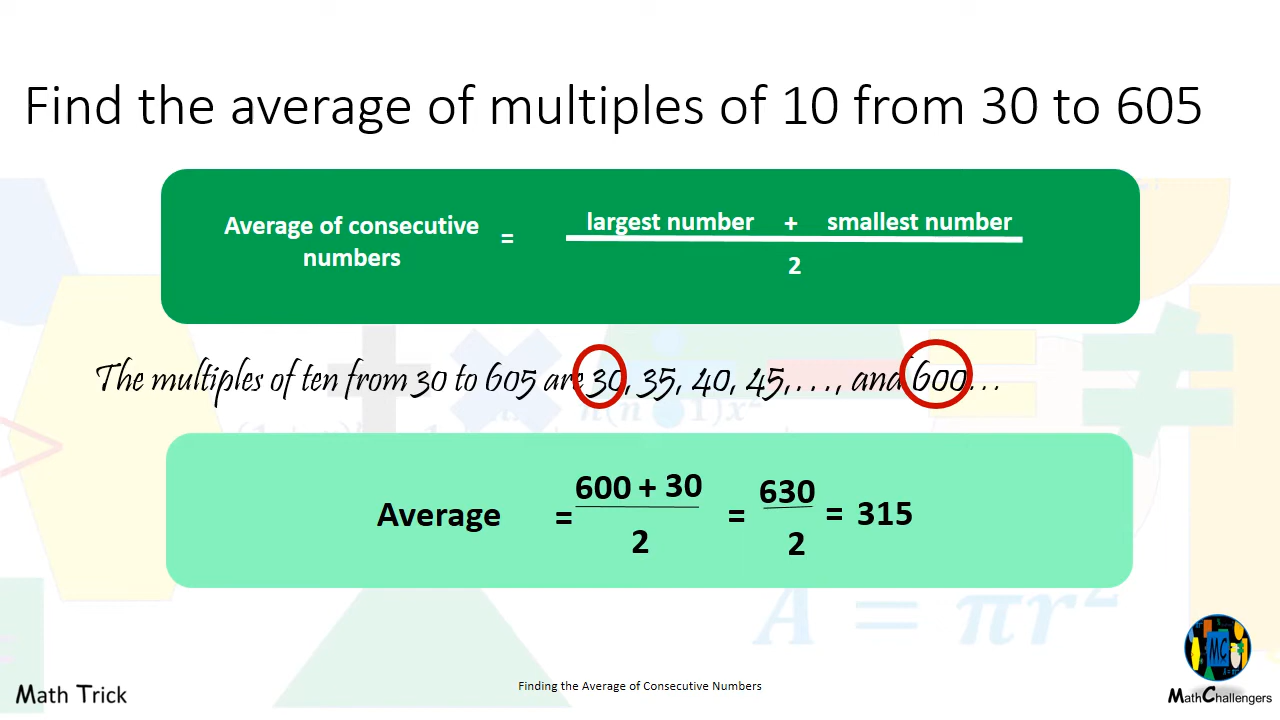 Find the average of multiples of 10 from 30 to 605
Average of consecutive
numbers
=
largest number + smallest number
2
The multiples of ten from 30 to 605 are 30, 35, 40, 45,...., and 600...
Average
=
600 + 30
2
=
630
2
= 315
A = πr²
MC
Math Trick
Finding the Average of Consecutive Numbers
MathChallengers